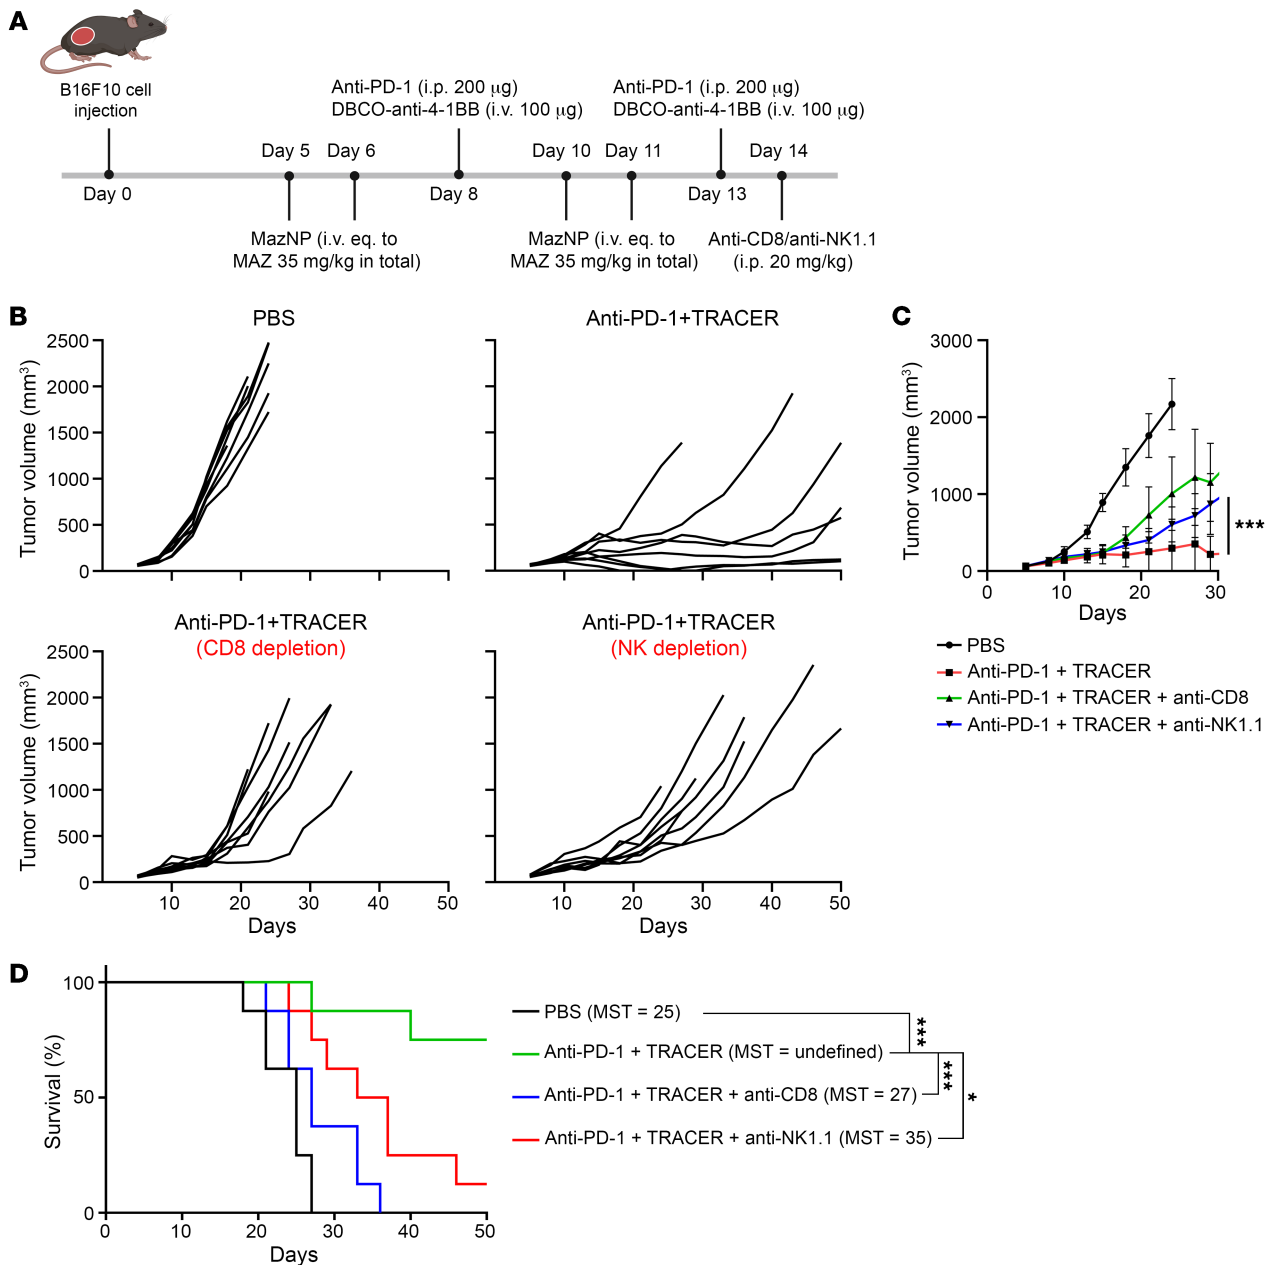 A
B16F10 cell
injection
Anti-PD-1 (i.p. 200 μg)
DBCO-anti-4-1BB (i.v. 100 μg)
Anti-PD-1 (i.p. 200 μg)
DBCO-anti-4-1BB (i.v. 100 μg)
Day 5 Day 6 Day 10 Day 11 Day 14
Day 0 Day 8 Day 13
MazNP (i.v. eq. to
MAZ 35 mg/kg in total)
MazNP (i.v. eq. to
MAZ 35 mg/kg in total)
Anti-CD8/anti-NK1.1
(i.p. 20 mg/kg)
B
PBS
Tumor volume (mm³)
2500
2000
1500
1000
500
0
Anti-PD-1+TRACER
Anti-PD-1+TRACER
(CD8 depletion)
Tumor volume (mm³)
2500
2000
1500
1000
500
0
10 20 30 40 50
Days
Anti-PD-1+TRACER
(NK depletion)
10 20 30 40 50
Days
C
Tumor volume (mm³)
3000
2000
1000
0
0 10 20 30
Days
***
PBS
Anti-PD-1 + TRACER
Anti-PD-1 + TRACER + anti-CD8
Anti-PD-1 + TRACER + anti-NK1.1
D
Survival (%)
100
50
0
0 10 20 30 40 50
Days
PBS (MST = 25)
Anti-PD-1 + TRACER (MST = undefined)
Anti-PD-1 + TRACER + anti-CD8 (MST = 27)
Anti-PD-1 + TRACER + anti-NK1.1 (MST = 35)
***
***
*